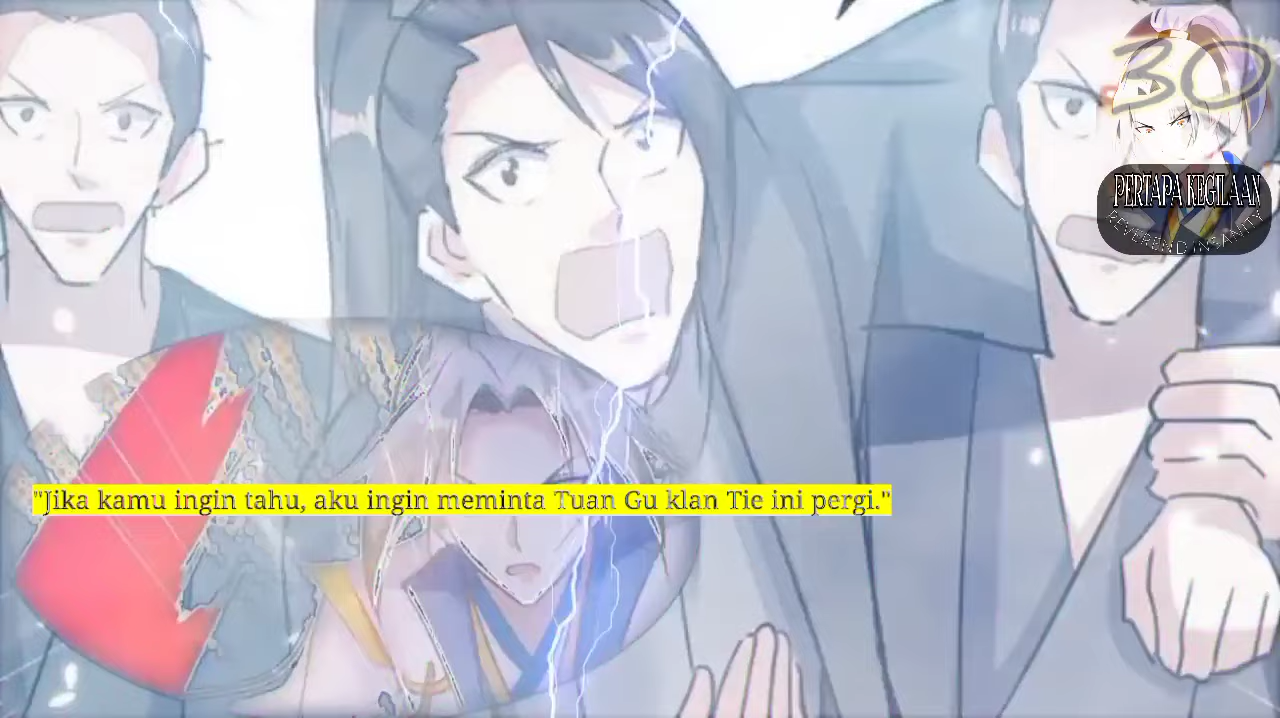 30
PERTAPA KEGILAAN
REVEREND INSANITY
"Jika kamu ingin tahu, aku ingin meminta Tuan Gu klan Tie ini pergi."